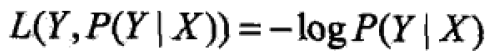 L(Y, P(Y | X)) = −log P(Y | X)